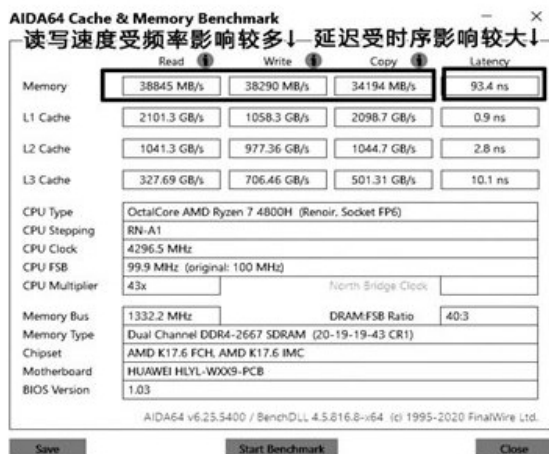 AIDA64 Cache & Memory Benchmark
读写速度受频率影响较多↓ 延迟受时序影响较大↓
Read Write Copy Latency
Memory 38845 MB/s 38290 MB/s 34194 MB/s 93.4 ns
L1 Cache 2101.3 GB/s 1058.3 GB/s 2098.7 GB/s 0.9 ns
L2 Cache 1041.3 GB/s 977.36 GB/s 1044.7 GB/s 2.8 ns
L3 Cache 327.69 GB/s 706.46 GB/s 501.31 GB/s 10.1 ns
CPU Type OctalCore AMD Ryzen 7 4800H (Renoir, Socket FP6)
CPU Stepping RN-A1
CPU Clock 4296.5 MHz
CPU FSB 99.9 MHz (original: 100 MHz)
CPU Multiplier 43x North Bridge Clock
Memory Bus 1332.2 MHz DRAM:FSB Ratio 40:3
Memory Type Dual Channel DDR4-2667 SDRAM (20-19-19-43 CR1)
Chipset AMD K17.6 FCH, AMD K17.6 IMC
Motherboard HUAWEI HLYL-WXX9-PCB
BIOS Version 1.03
AIDA64 v6.25.5400 / BenchDLL 4.5.816.8-x64 (c) 1995-2020 FinalWire Ltd.
Save Start Benchmark Close